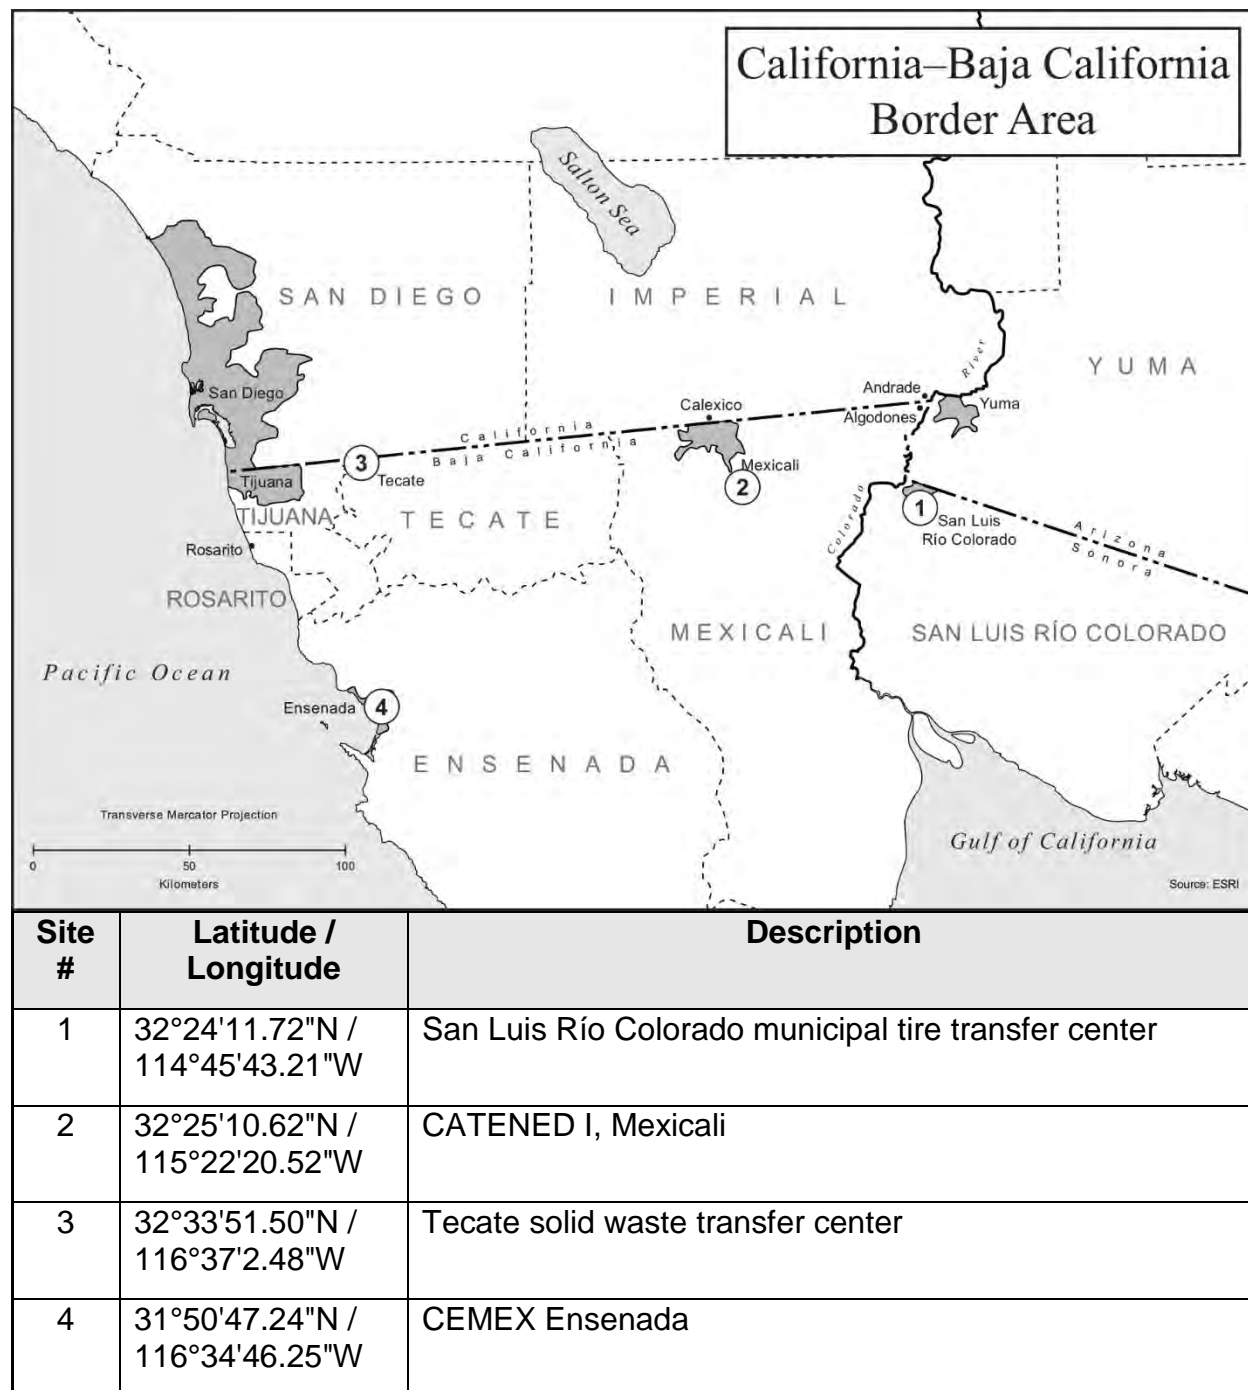 California–Baja California
Border Area
Salton Sea
SAN DIEGO
IMPERIAL
River
YUMA
San Diego
Andrade
Calexico
Algodones
Yuma
California
Baja California
3
Tecate
Mexicali
2
Tijuana
TIJUANA
TECATE
Colorado
1
San Luis
Río Colorado
Arizona
Sonora
Rosarito
ROSARITO
MEXICALI
SAN LUIS RÍO COLORADO
Pacific Ocean
Ensenada
4
ENSENADA
Transverse Mercator Projection
0 50 100
Kilometers
Gulf of California
Source: ESRI
Site
#
Latitude /
Longitude
Description
1
32°24'11.72"N /
114°45'43.21"W
San Luis Río Colorado municipal tire transfer center
2
32°25'10.62"N /
115°22'20.52"W
CATENED I, Mexicali
3
32°33'51.50"N /
116°37'2.48"W
Tecate solid waste transfer center
4
31°50'47.24"N /
116°34'46.25"W
CEMEX Ensenada